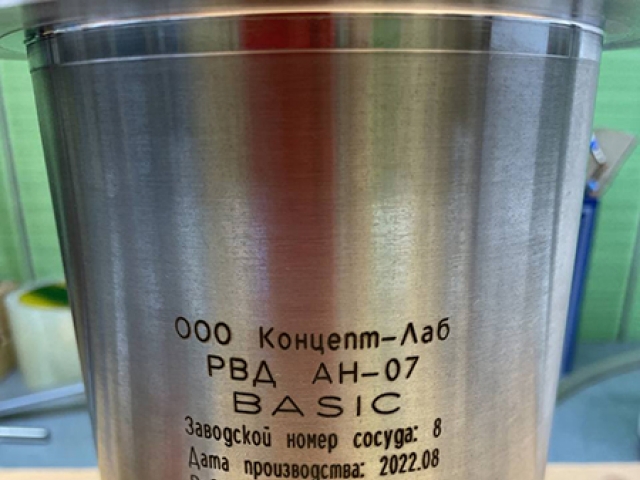 ООО Концепт-Лаб
РВД АН-07
BASIC
Заводской номер сосуда: 8
Дата производства: 2022.08